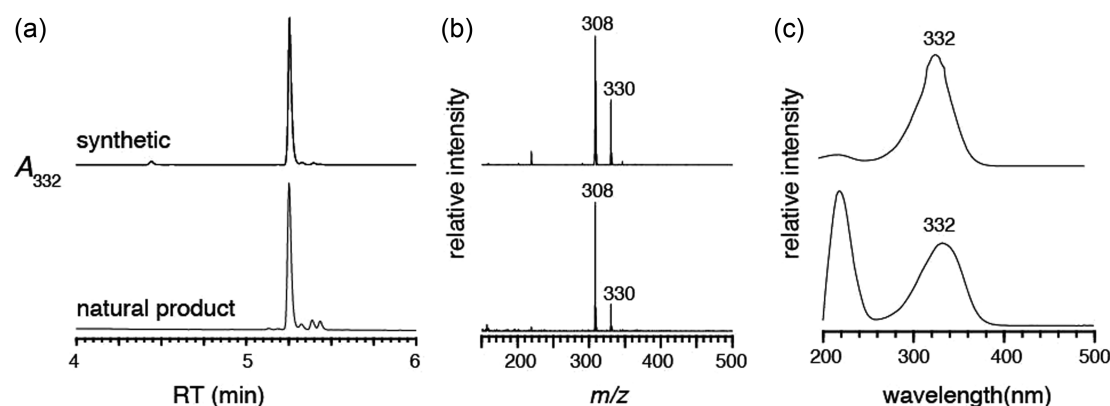 (a)
synthetic
A332
natural product
4 5 6
RT (min)
(b)
relative intensity
308
330
308
330
200 300 400 500
m/z
(c)
relative intensity
332
332
200 300 400 500
wavelength(nm)